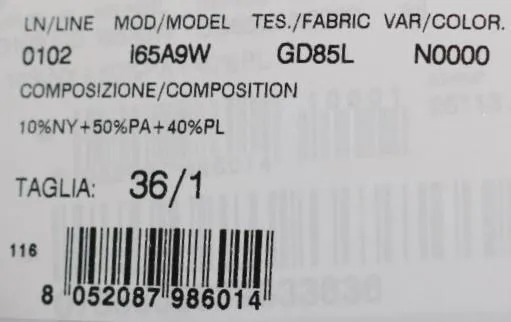 LN/LINE MOD/MODEL TES./FABRIC VAR/COLOR.
0102 I65A9W GD85L N0000
COMPOSIZIONE/COMPOSITION
10%NY+50%PA+40%PL
TAGLIA: 36/1
116
8 052087 986014